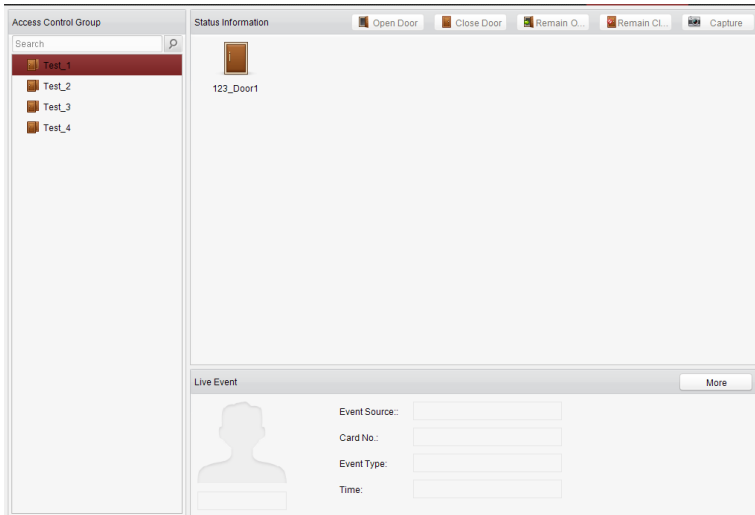 Access Control Group
Search
Test_1
Test_2
Test_3
Test_4
Status Information
Open Door
Close Door
Remain O...
Remain Cl...
Capture
123_Door1
Live Event
More
Event Source::
Card No.:
Event Type:
Time: